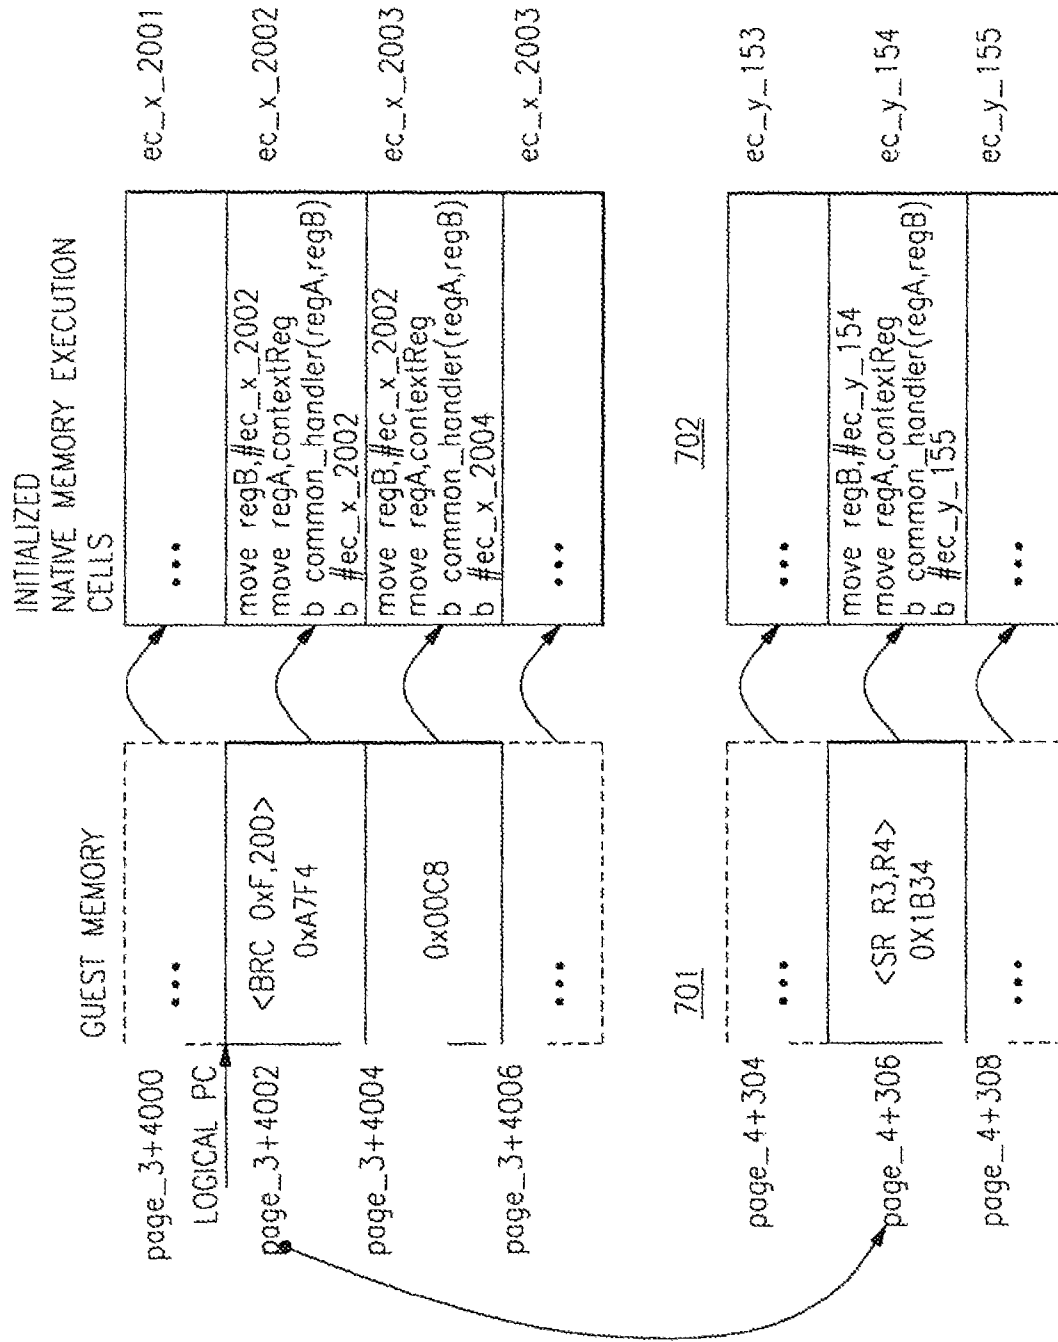 INITIALIZED
NATIVE MEMORY EXECUTION
CELLS
GUEST MEMORY
page_3+4000
•••
•••
ec_x_2001
LOGICAL PC
page_3+4002
<BRC 0xF,200>
0xA7F4
move regB,#ec_x_2002
move regA,contextReg
b common_handler(regA,regB)
b #ec_x_2002
ec_x_2002
page_3+4004
0x00C8
move regB,#ec_x_2002
move regA,contextReg
b common_handler(regA,regB)
b #ec_x_2004
ec_x_2003
page_3+4006
•••
•••
ec_x_2003
701
702
page_4+304
•••
•••
ec_y_153
page_4+306
<SR R3,R4>
0X1B34
move regB,#ec_y_154
move regA,contextReg
b common_handler(regA,regB)
b #ec_y_155
ec_y_154
page_4+308
•••
•••
ec_y_155